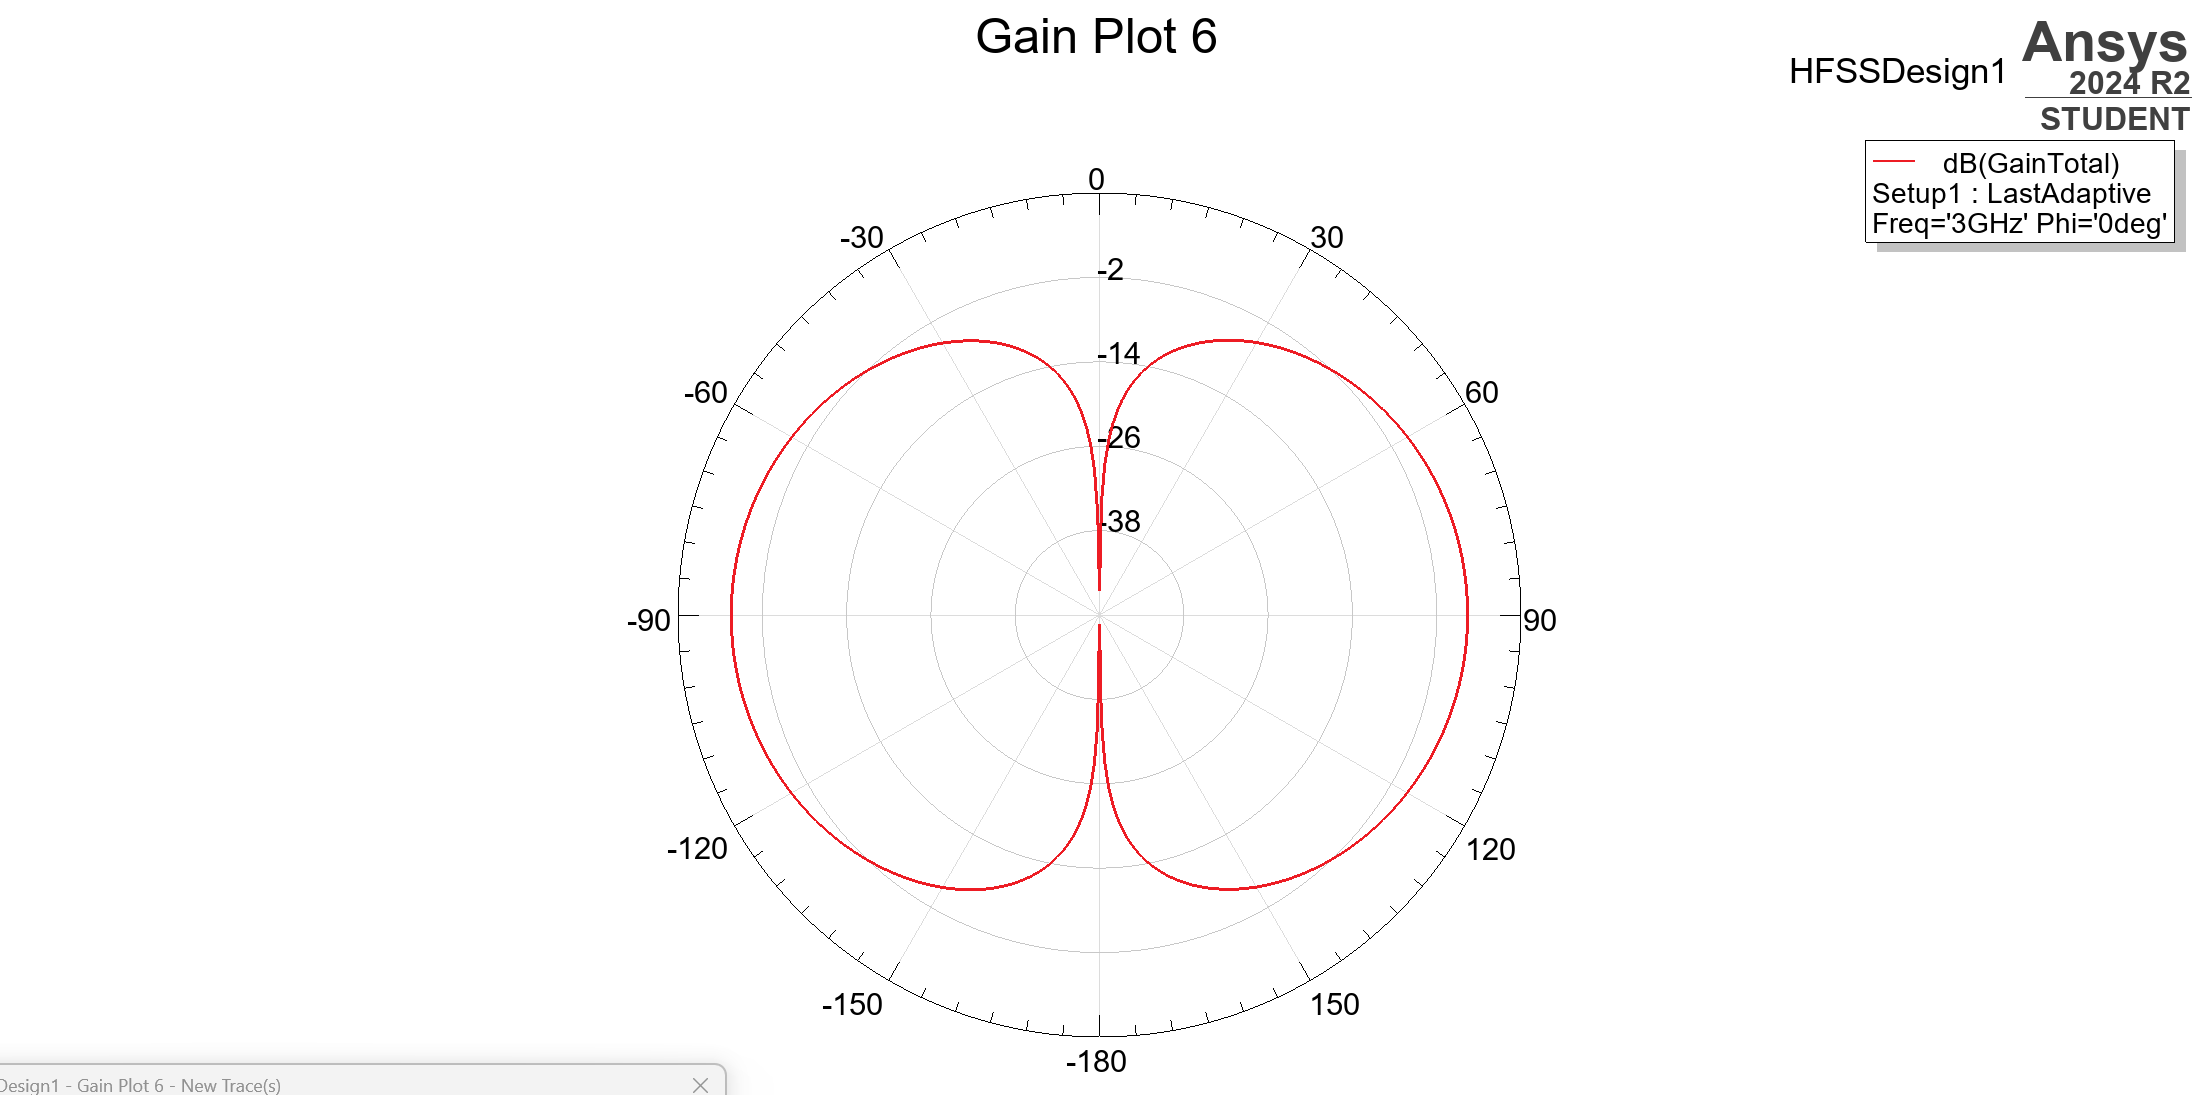 Gain Plot 6
HFSSDesign1
Ansys
2024 R2
STUDENT
dB(GainTotal)
Setup1 : LastAdaptive
Freq='3GHz' Phi='0deg'
0
-30
30
-2
-14
-60
60
-26
-38
-90
90
-120
120
-150
150
-180
Design1 - Gain Plot 6 - New Trace(s)